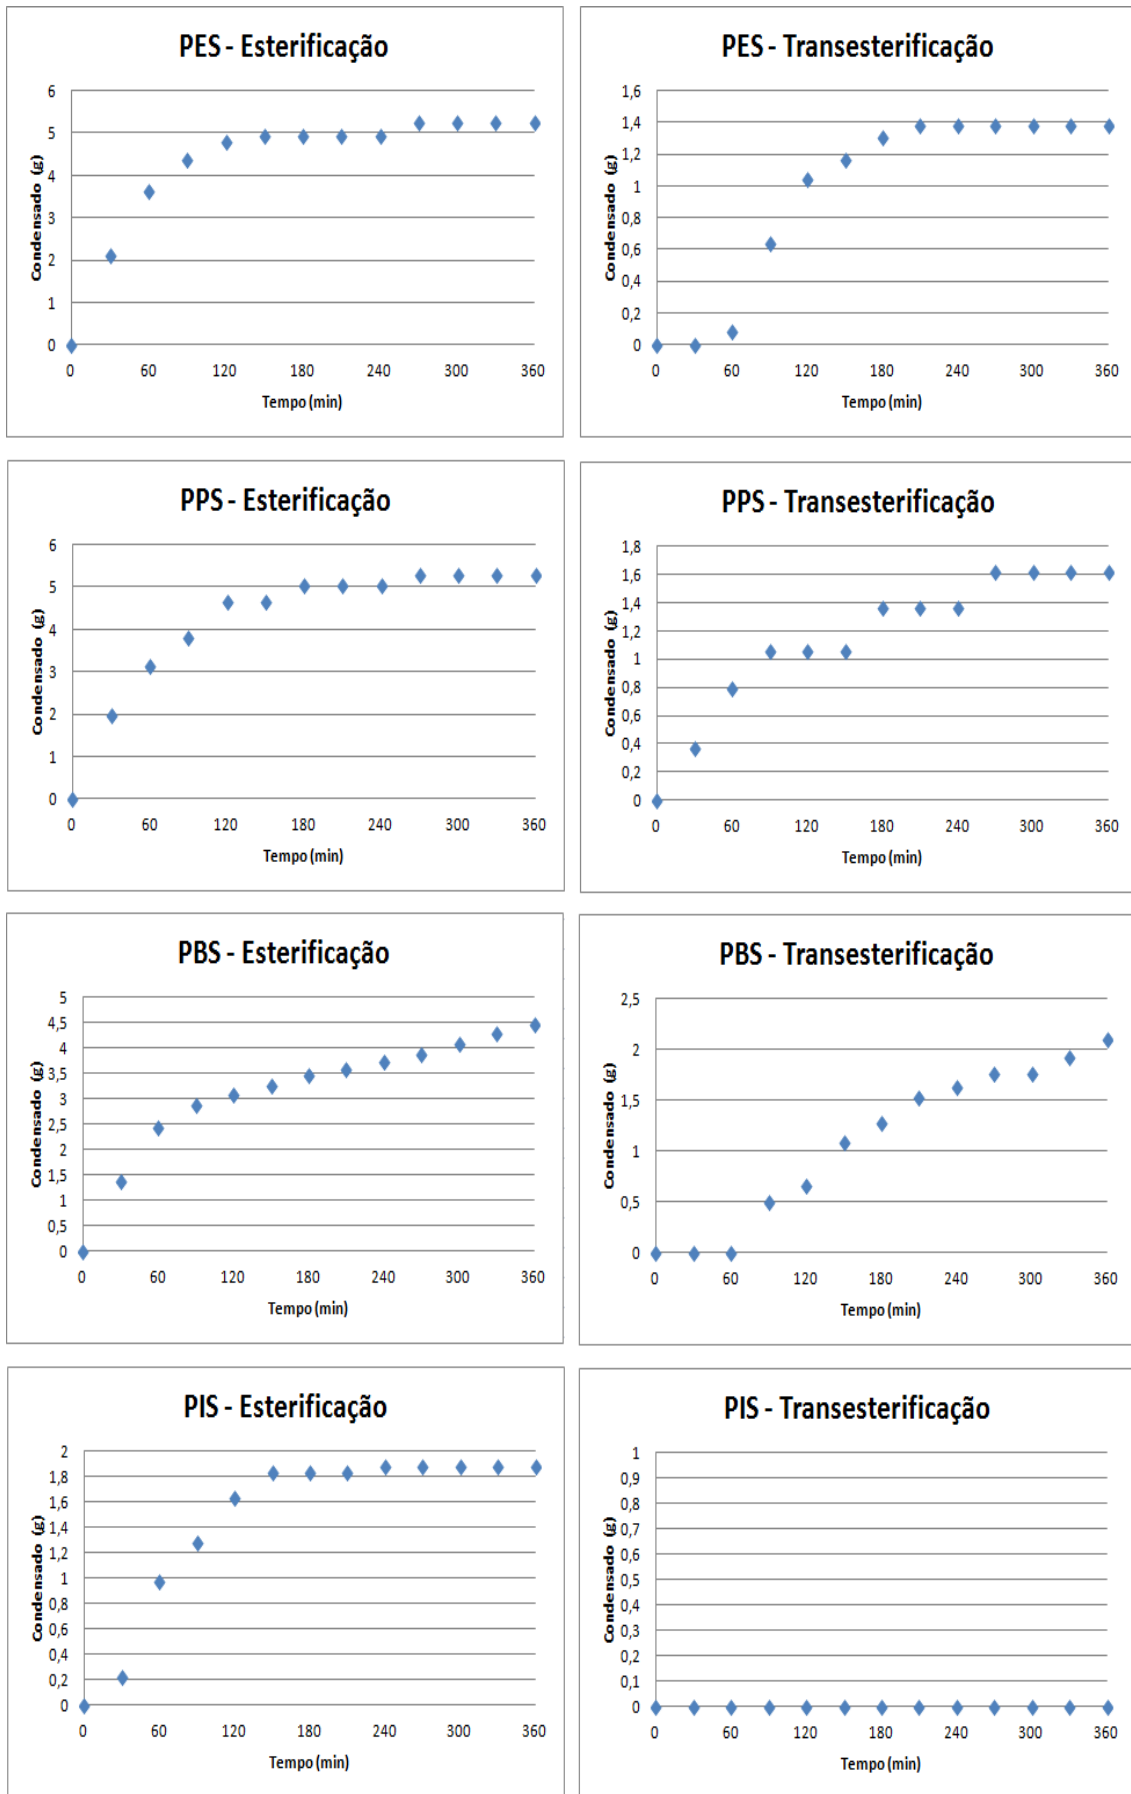 PES - Esterificação
Condensado (g)
6
5
4
3
2
1
0
0 60 120 180 240 300 360
Tempo (min)
PES - Transesterificação
Condensado (g)
1,6
1,4
1,2
1
0,8
0,6
0,4
0,2
0
0 60 120 180 240 300 360
Tempo (min)
PPS - Esterificação
Condensado (g)
6
5
4
3
2
1
0
0 60 120 180 240 300 360
Tempo (min)
PPS - Transesterificação
Condensado (g)
1,8
1,6
1,4
1,2
1
0,8
0,6
0,4
0,2
0
0 60 120 180 240 300 360
Tempo (min)
PBS - Esterificação
Condensado (g)
5
4,5
4
3,5
3
2,5
2
1,5
1
0,5
0
0 60 120 180 240 300 360
Tempo (min)
PBS - Transesterificação
Condensado (g)
2,5
2
1,5
1
0,5
0
0 60 120 180 240 300 360
Tempo (min)
PIS - Esterificação
Condensado (g)
2
1,8
1,6
1,4
1,2
1
0,8
0,6
0,4
0,2
0
0 60 120 180 240 300 360
Tempo (min)
PIS - Transesterificação
Condensado (g)
1
0,9
0,8
0,7
0,6
0,5
0,4
0,3
0,2
0,1
0
0 60 120 180 240 300 360
Tempo (min)